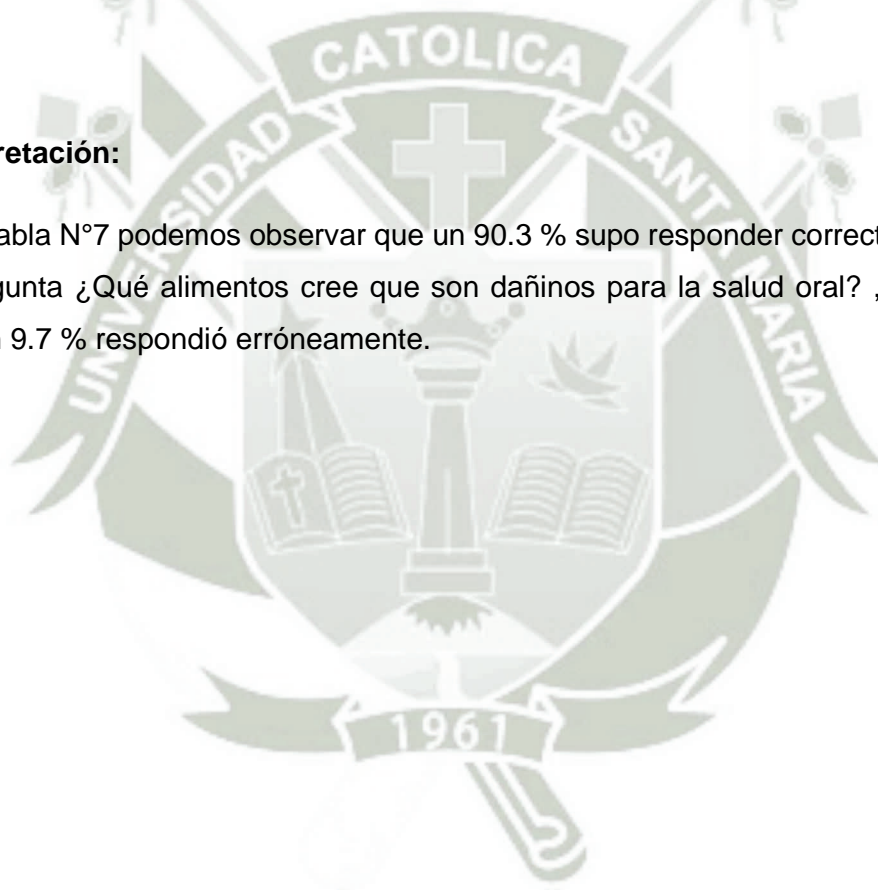 CATOLICA
UNIVERSIDAD
SANTA MARIA
retación:
abla N°7 podemos observar que un 90.3 % supo responder correct
gunta ¿Qué alimentos cree que son dañinos para la salud oral? ,
9.7 % respondió erróneamente.
1961